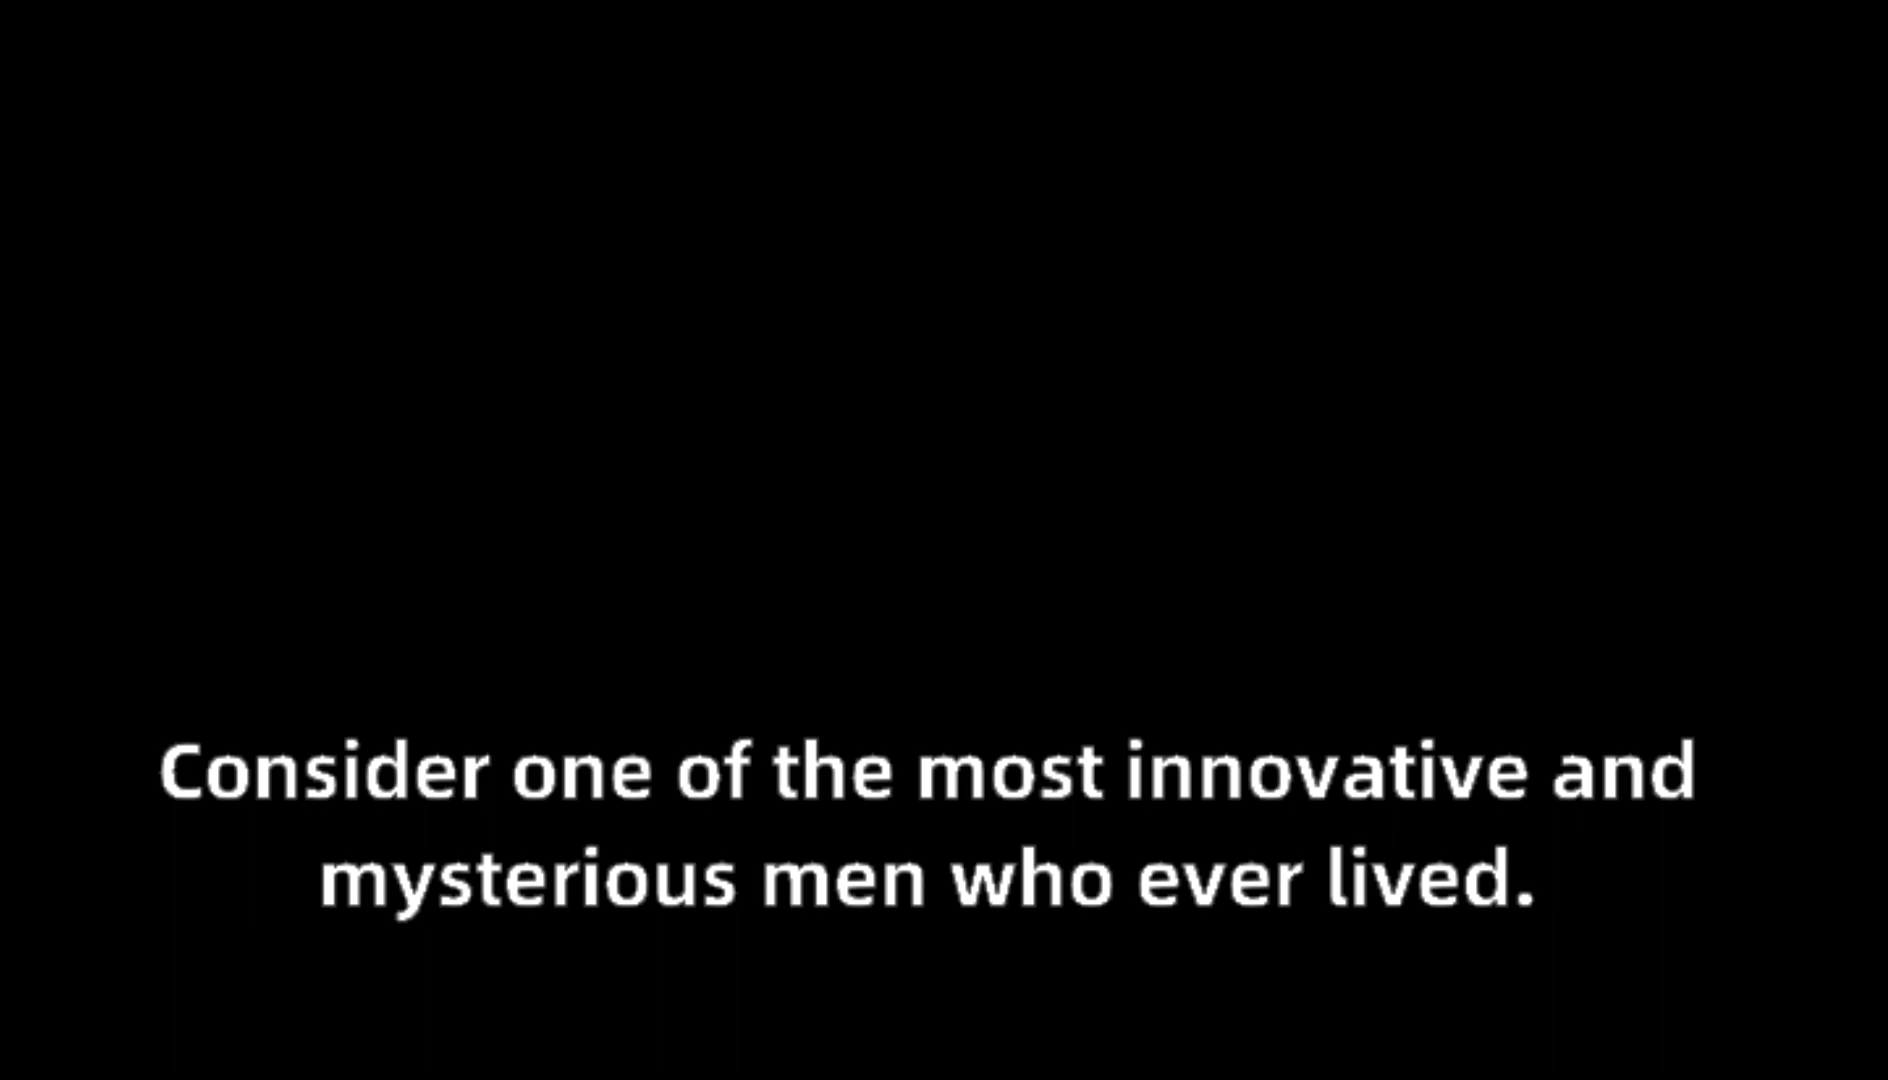 Consider one of the most innovative and
mysterious men who ever lived.